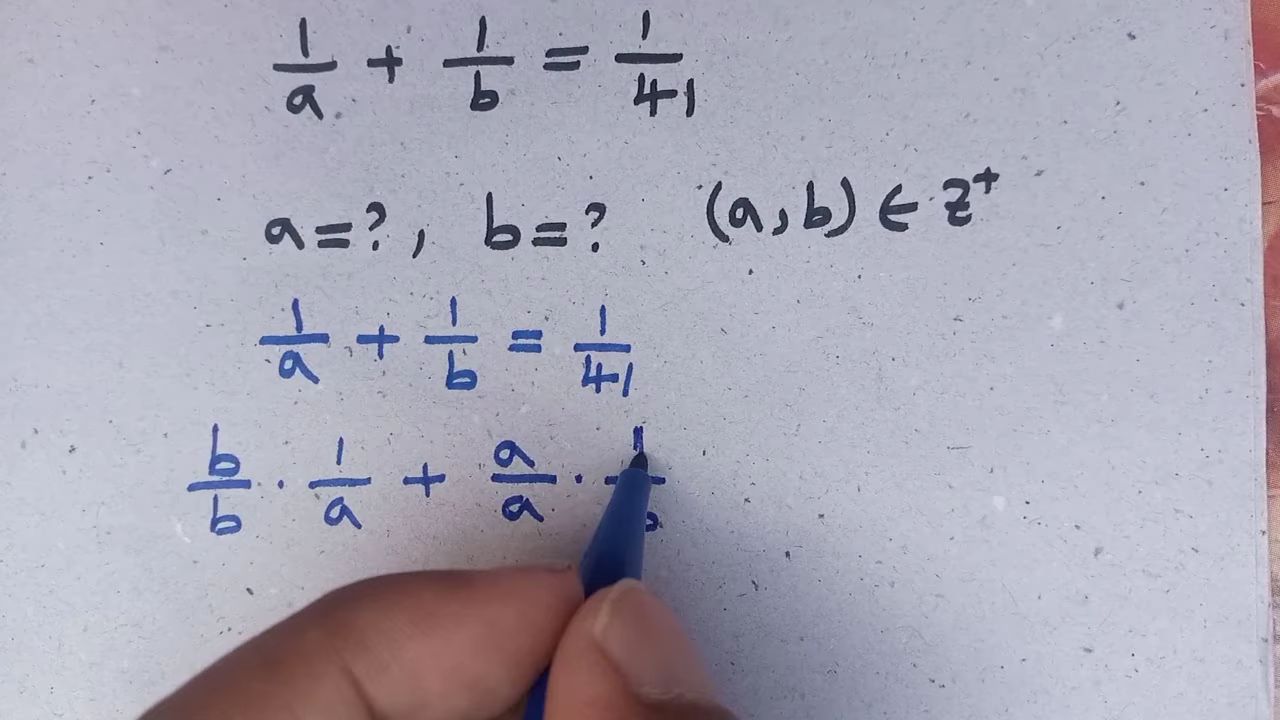 1/a + 1/b = 1/41
a = ?, b = ? (a, b) ∈ Z⁺
1/a + 1/b = 1/41
b/b · 1/a + a/a · 1/b